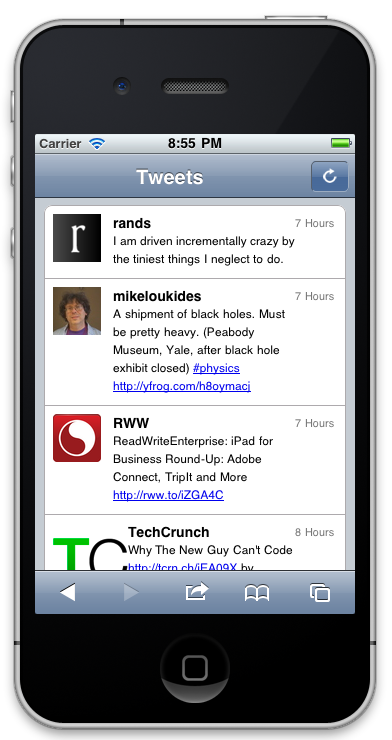 Carrier 8:55 PM
Tweets
r
rands 7 Hours
I am driven incrementally crazy by
the tiniest things I neglect to do.
mikeloukides 7 Hours
A shipment of black holes. Must
be pretty heavy. (Peabody
Museum, Yale, after black hole
exhibit closed) #physics
http://yfrog.com/h8oymacj
RWW 7 Hours
ReadWriteEnterprise: iPad for
Business Round-Up: Adobe
Connect, TripIt and More
http://rww.to/iZGA4C
TC
TechCrunch 8 Hours
Why The New Guy Can't Code
http://tcrn.ch/iEA09X by